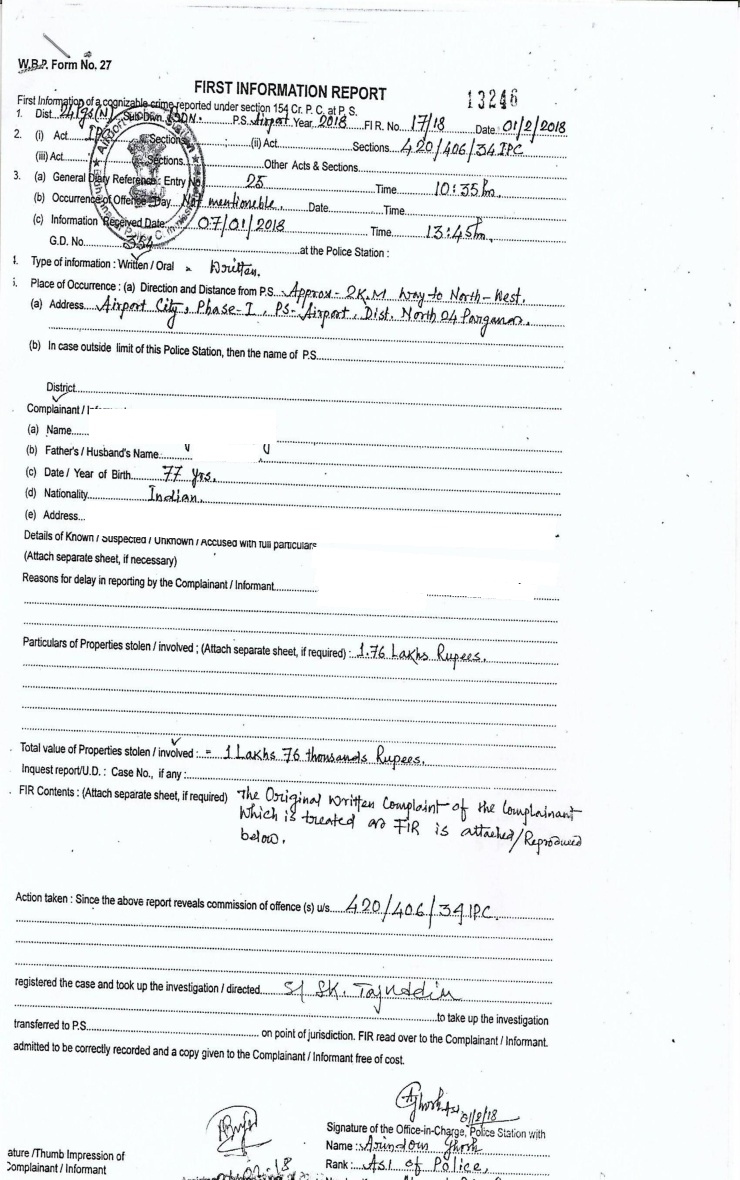 W.B.P. Form No. 27
FIRST INFORMATION REPORT
13246
First Information of a cognizable crime reported under section 154 Cr. P. C. at P. S.
1. Dist. 24 Pgs (N) Sub Divn. BDN. P.S. Airport Year 2018 FIR. No. 17/18 Date 01/2/2018
2. (i) Act IPC Sections (ii) Act Sections 420/406/34 IPC
(iii) Act Sections Other Acts & Sections
3. (a) General Diary Reference : Entry No 25 Time 10:35 hr.
(b) Occurrence of Offence : Day Not mentionable. Date Time
(c) Information Received Date 07/01/2018 Time 13:45 hr.
G.D. No. 354 at the Police Station :
Type of information : Written / Oral Written.
Place of Occurrence : (a) Direction and Distance from P.S. Approx - 2K.M way to North-West.
(a) Address Airport City, Phase-I, PS- Airport, Dist. North 24 Parganas.
(b) In case outside limit of this Police Station, then the name of P.S.
District
Complainant /
(a) Name
(b) Father's / Husband's Name
(c) Date / Year of Birth 77 yrs.
(d) Nationality Indian.
(e) Address
Details of Known / Suspected / Unknown / Accused with full particulars
(Attach separate sheet, if necessary)
Reasons for delay in reporting by the Complainant / Informant
Particulars of Properties stolen / involved ; (Attach separate sheet, if required) : 1.76 Lakhs Rupees.
Total value of Properties stolen / involved : = 1 Lakhs 76 thousands Rupees.
Inquest report/U.D. : Case No., if any :
FIR Contents : (Attach separate sheet, if required) The Original written complaint of the complainant
which is treated as FIR is attached/Reproduced
below.
Action taken : Since the above report reveals commission of offence (s) u/s 420/406/34 IPC
registered the case and took up the investigation / directed SI SK. Tajuddin
to take up the investigation
transferred to P.S. on point of jurisdiction. FIR read over to the Complainant / Informant.
admitted to be correctly recorded and a copy given to the Complainant / Informant free of cost.
01/2/18
Signature of the Office-in-Charge, Police Station with
Name : Arindam Ghosh
ature /Thumb Impression of
Complainant / Informant
Rank : ASI of Police,